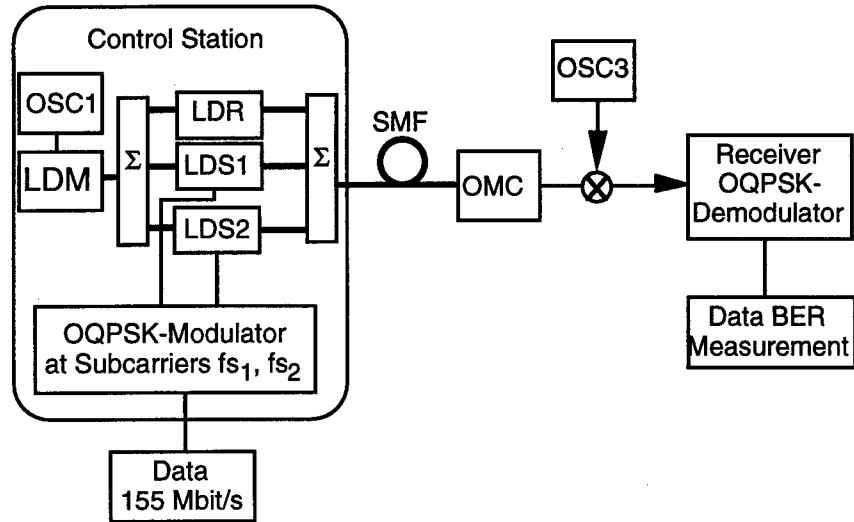 Control Station
OSC1
LDM
Σ
LDR
LDS1
LDS2
Σ
OQPSK-Modulator
at Subcarriers fs1, fs2
Data
155 Mbit/s
SMF
OMC
OSC3
Receiver
OQPSK-
Demodulator
Data BER
Measurement